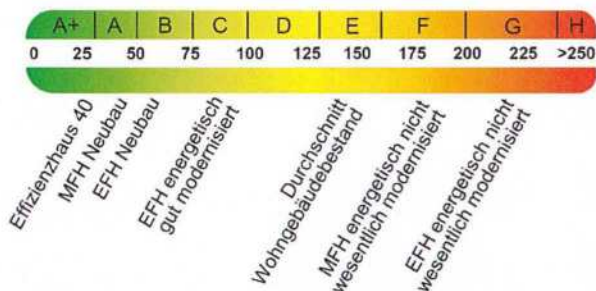 A+ A B C D E F G H
0 25 50 75 100 125 150 175 200 225 >250
Effizienzhaus 40
MFH Neubau
EFH Neubau
EFH energetisch
gut modernisiert
Durchschnitt
Wohngebäudebestand
MFH energetisch nicht
wesentlich modernisiert
EFH energetisch nicht
wesentlich modernisiert